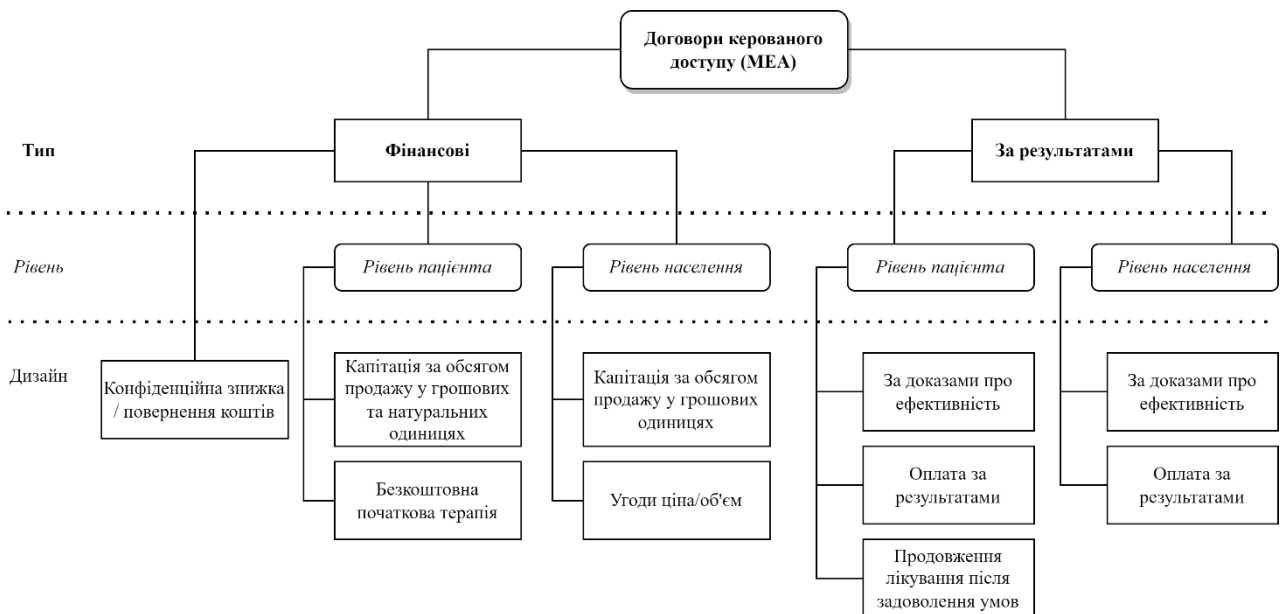 Договори керованого
доступу (МЕА)
Тип
Фінансові
За результатами
Рівень
Рівень пацієнта
Рівень населення
Рівень пацієнта
Рівень населення
Дизайн
Конфіденційна знижка
/ повернення коштів
Капітація за обсягом
продажу у грошових
та натуральних
одиницях
Капітація за обсягом
продажу у грошових
одиницях
За доказами про
ефективність
За доказами про
ефективність
Безкоштовна
початкова терапія
Угоди ціна/об'єм
Оплата за
результатами
Оплата за
результатами
Продовження
лікування після
задоволення умов